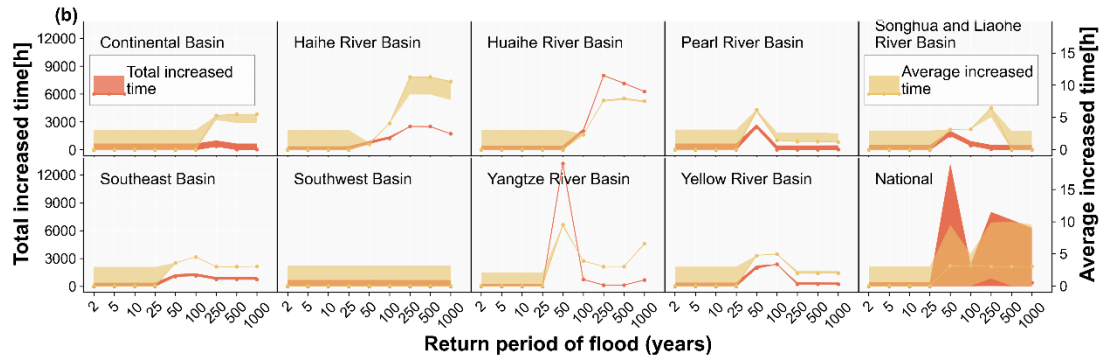 (b)
Total increased time[h]
12000
9000
6000
3000
0
Continental Basin
Total increased
time
Haihe River Basin
Huaihe River Basin
Pearl River Basin
Songhua and Liaohe
River Basin
Average increased
time
15
10
5
0
Average increased time[h]
12000
9000
6000
3000
0
Southeast Basin
Southwest Basin
Yangtze River Basin
Yellow River Basin
National
15
10
5
0
2 5 10 25 50 100 250 500 1000
2 5 10 25 50 100 250 500 1000
2 5 10 25 50 100 250 500 1000
2 5 10 25 50 100 250 500 1000
2 5 10 25 50 100 250 500 1000
Return period of flood (years)